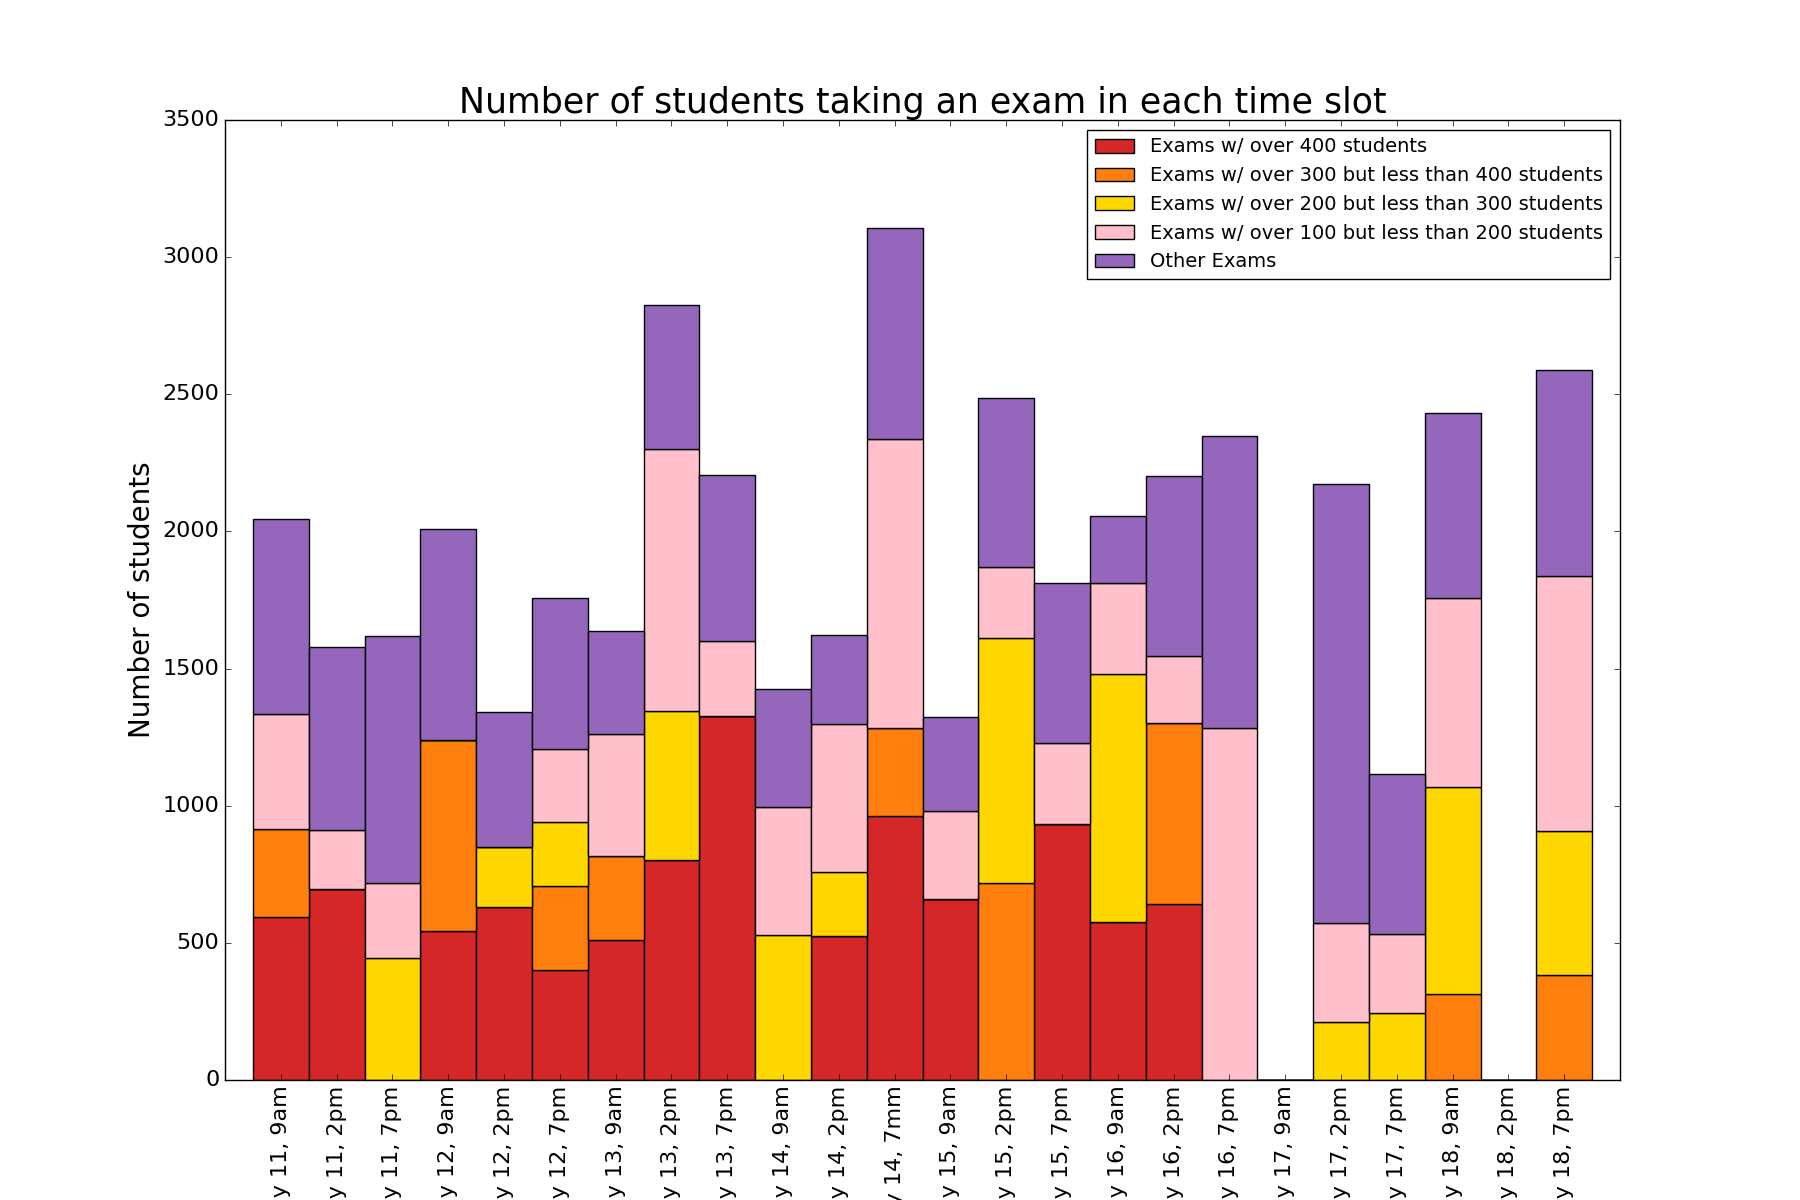 Number of students taking an exam in each time slot
Exams w/ over 400 students
Exams w/ over 300 but less than 400 students
Exams w/ over 200 but less than 300 students
Exams w/ over 100 but less than 200 students
Other Exams
Number of students
3500
3000
2500
2000
1500
1000
500
0
y 11, 9am
y 11, 2pm
y 11, 7pm
y 12, 9am
y 12, 2pm
y 12, 7pm
y 13, 9am
y 13, 2pm
y 13, 7pm
y 14, 9am
y 14, 2pm
y 14, 7mm
y 15, 9am
y 15, 2pm
y 15, 7pm
y 16, 9am
y 16, 2pm
y 16, 7pm
y 17, 9am
y 17, 2pm
y 17, 7pm
y 18, 9am
y 18, 2pm
y 18, 7pm